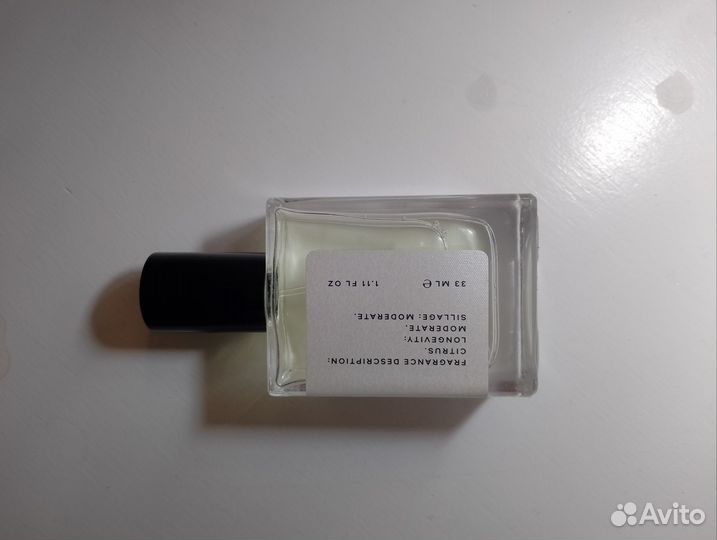 FRAGRANCE DESCRIPTION:
CITRUS.
LONGEVITY:
MODERATE.
SILLAGE: MODERATE.
33 ML ℮ 1.11 FL OZ
Avito